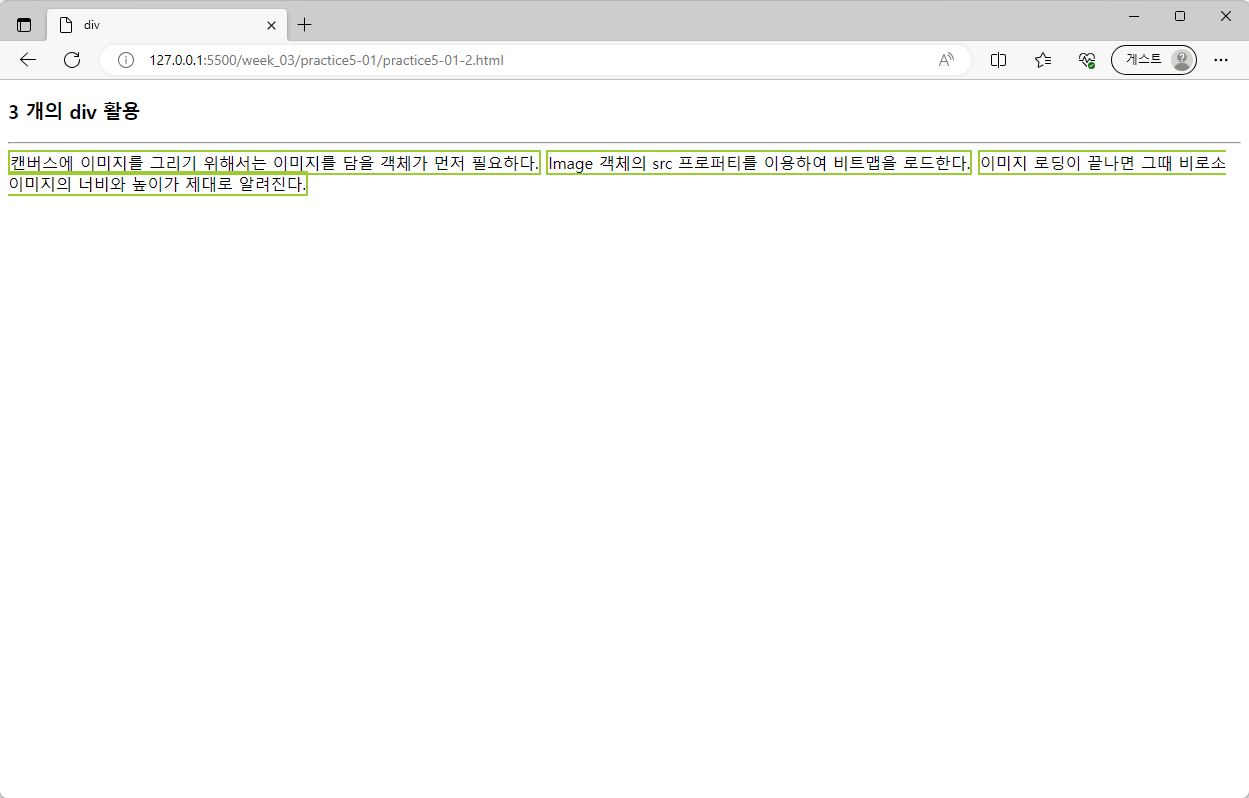 div
127.0.0.1:5500/week_03/practice5-01/practice5-01-2.html
게스트
3 개의 div 활용
캔버스에 이미지를 그리기 위해서는 이미지를 담을 객체가 먼저 필요하다. Image 객체의 src 프로퍼티를 이용하여 비트맵을 로드한다. 이미지 로딩이 끝나면 그때 비로소
이미지의 너비와 높이가 제대로 알려진다.